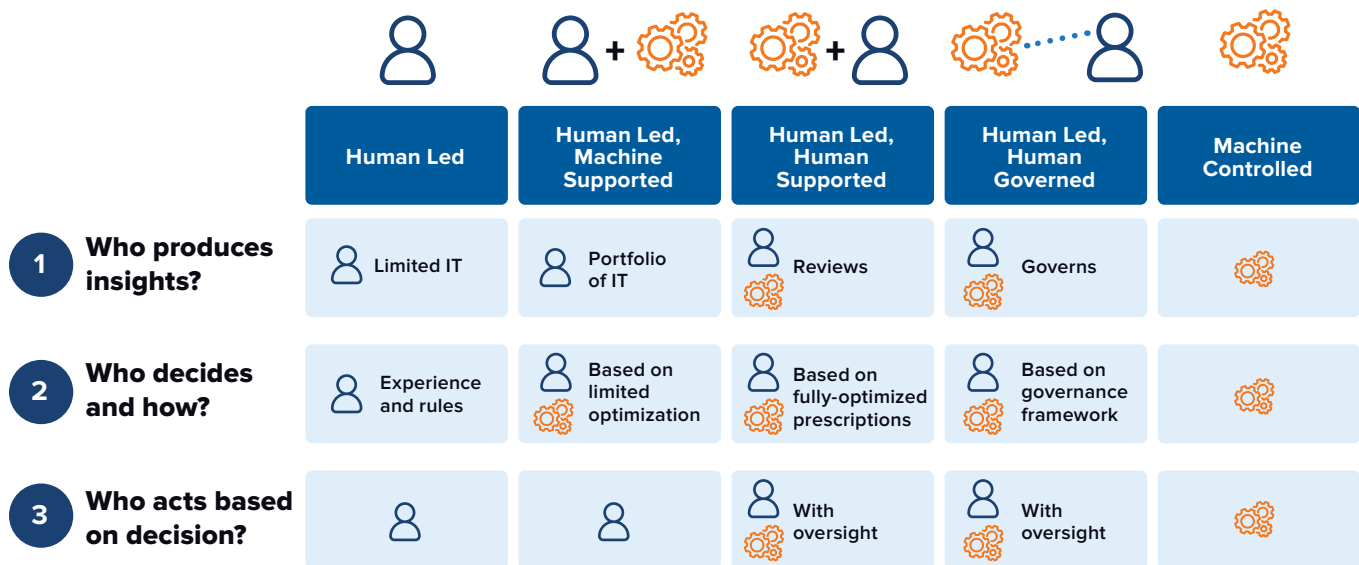 +
+
Human Led
Human Led,
Machine
Supported
Human Led,
Human
Supported
Human Led,
Human
Governed
Machine
Controlled
1
Who produces
insights?
Limited IT
Portfolio
of IT
Reviews
Governs
2
Who decides
and how?
Experience
and rules
Based on
limited
optimization
Based on
fully-optimized
prescriptions
Based on
governance
framework
3
Who acts based
on decision?
With
oversight
With
oversight